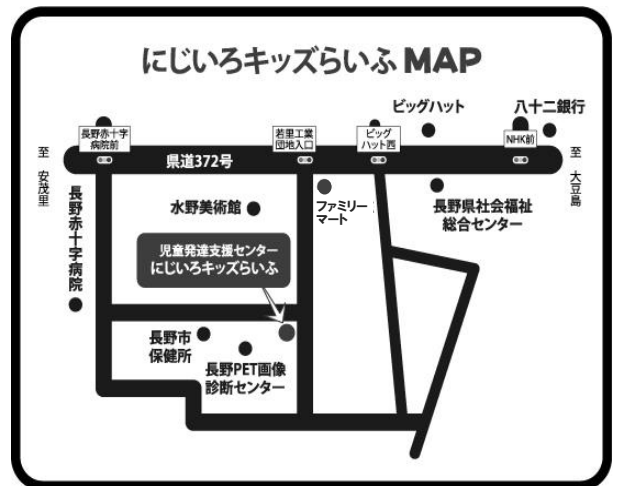 にじいろキッズらいふ MAP
ビッグハット
八十二銀行
長野赤十字
病院前
若里工業
団地入口
ビッグ
ハット西
NHK前
至 安茂里
県道372号
至 大豆島
長野赤十字病院
水野美術館
ファミリー
マート
長野県社会福祉
総合センター
児童発達支援センター
にじいろキッズらいふ
長野市
保健所
長野PET画像
診断センター